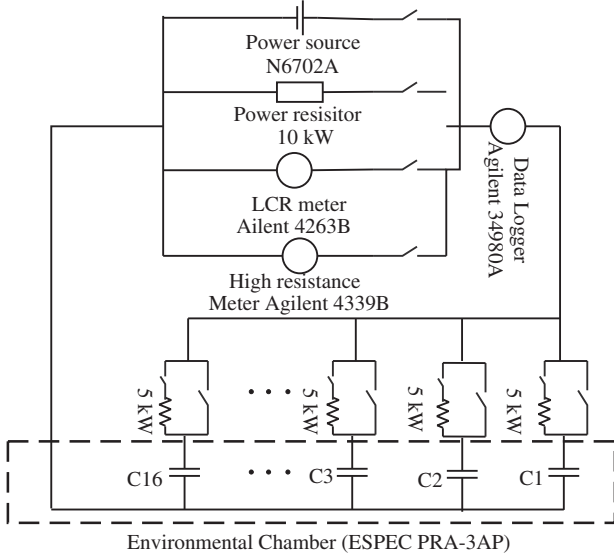 Power source
N6702A
Power resisitor
10 kW
LCR meter
Ailent 4263B
High resistance
Meter Agilent 4339B
Data Logger
Agilent 34980A
5 kW
5 kW
5 kW
5 kW
C16
C3
C2
C1
Environmental Chamber (ESPEC PRA-3AP)